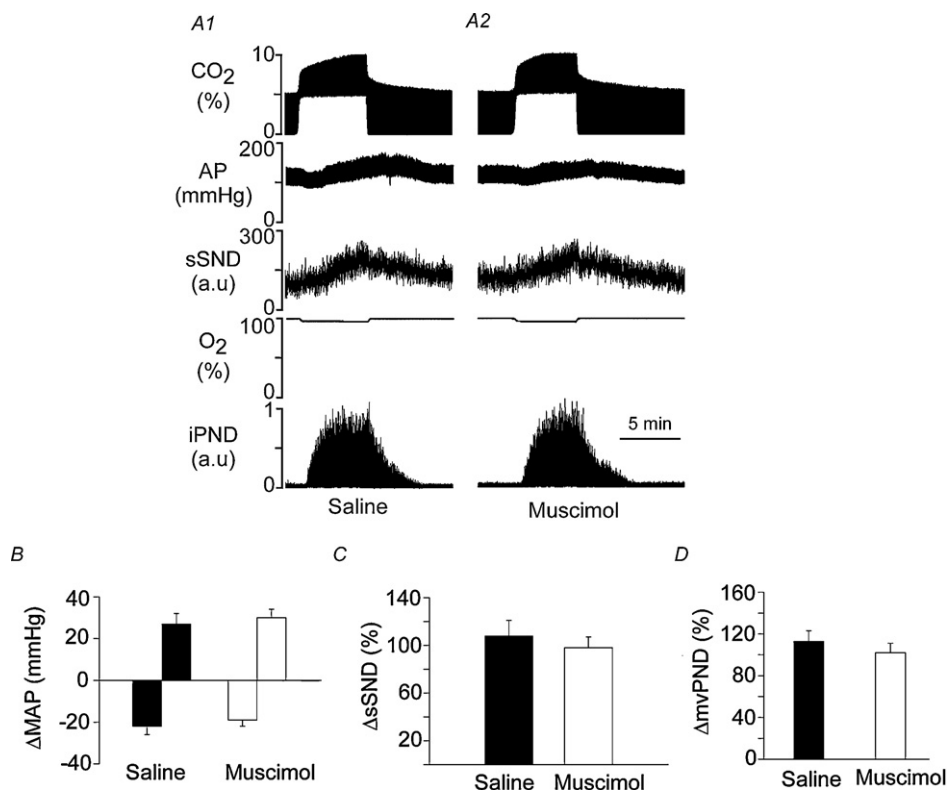 A1
A2
CO2
(%)
10
0
AP
(mmHg)
200
0
sSND
(a.u)
300
0
O2
(%)
100
0
iPND
(a.u)
1
0
5 min
Saline
Muscimol
B
ΔMAP (mmHg)
40
20
0
-20
-40
Saline
Muscimol
C
ΔsSND (%)
140
100
60
20
Saline
Muscimol
D
ΔmvPND (%)
160
120
80
40
0
Saline
Muscimol